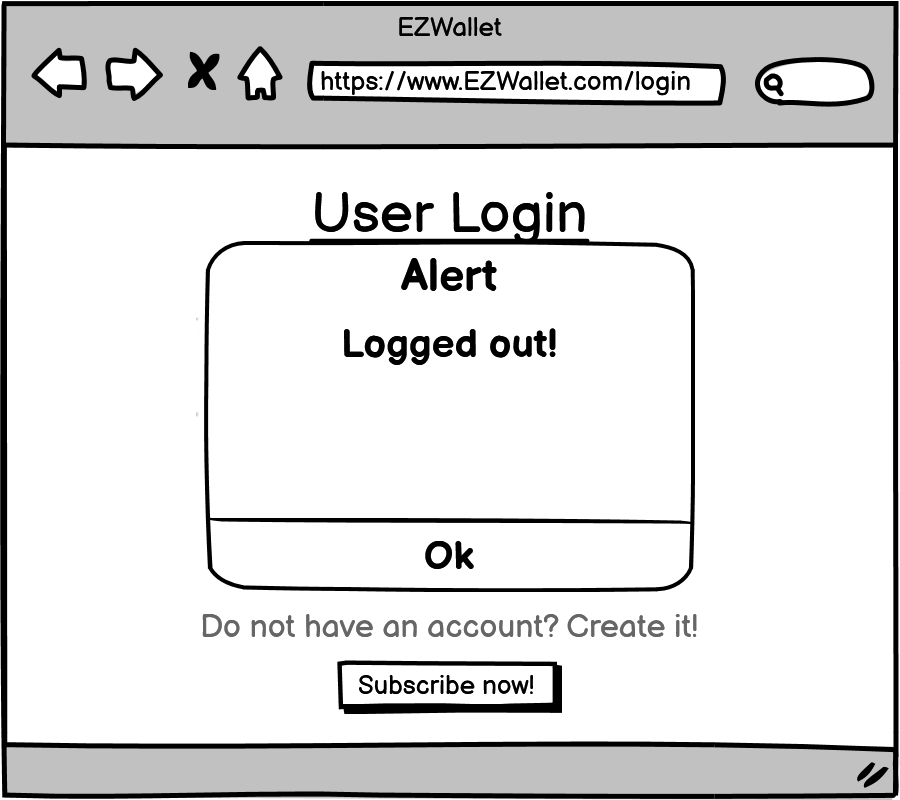 EZWallet
https://www.EZWallet.com/login
User Login
Alert
Logged out!
Ok
Do not have an account? Create it!
Subscribe now!